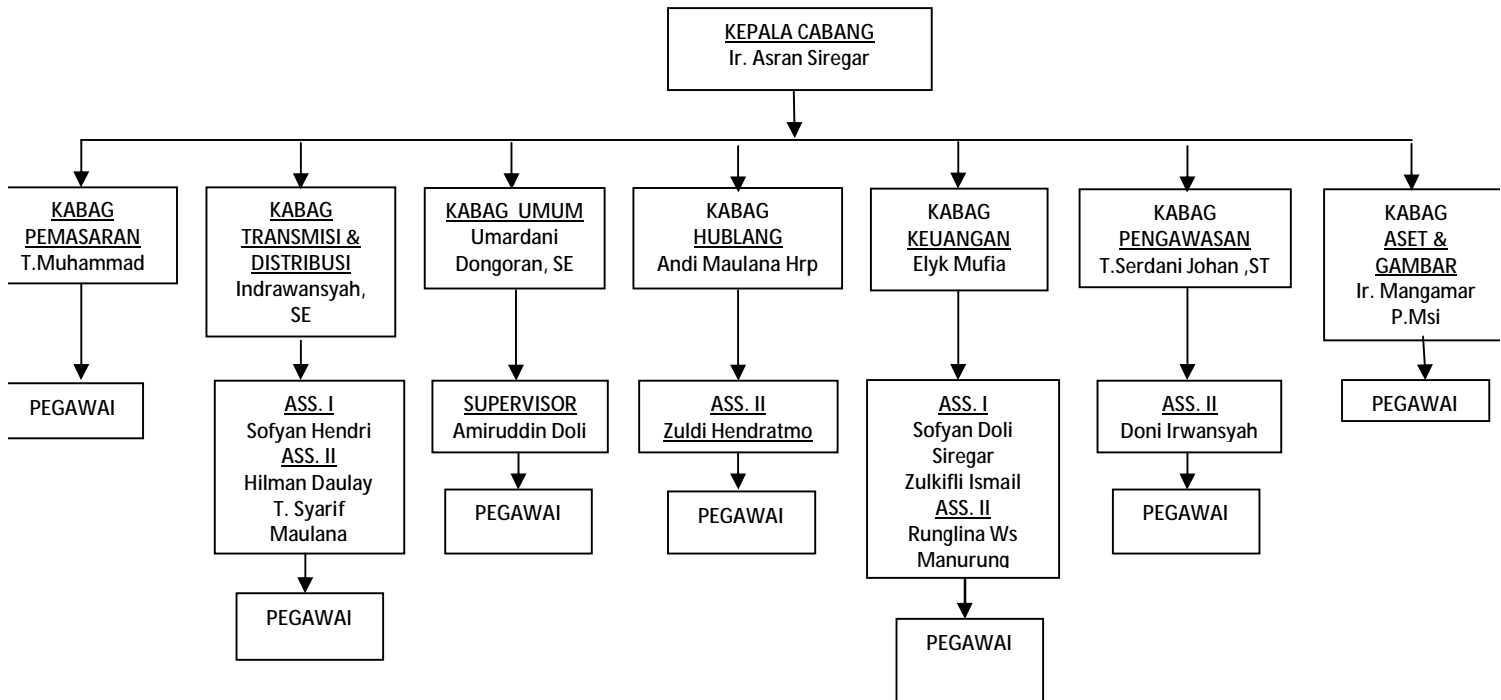 KEPALA CABANG
Ir. Asran Siregar
KABAG
PEMASARAN
T.Muhammad
KABAG
TRANSMISI &
DISTRIBUSI
Indrawansyah,
SE
KABAG UMUM
Umardani
Dongoran, SE
KABAG
HUBLANG
Andi Maulana Hrp
KABAG
KEUANGAN
Elyk Mufia
KABAG
PENGAWASAN
T.Serdani Johan ,ST
KABAG
ASET &
GAMBAR
Ir. Mangamar
P.Msi
PEGAWAI
ASS. I
Sofyan Hendri
ASS. II
Hilman Daulay
T. Syarif
Maulana
SUPERVISOR
Amiruddin Doli
ASS. II
Zuldi Hendratmo
ASS. I
Sofyan Doli
Siregar
Zulkifli Ismail
ASS. II
Runglina Ws
Manurung
ASS. II
Doni Irwansyah
PEGAWAI
PEGAWAI
PEGAWAI
PEGAWAI
PEGAWAI
PEGAWAI